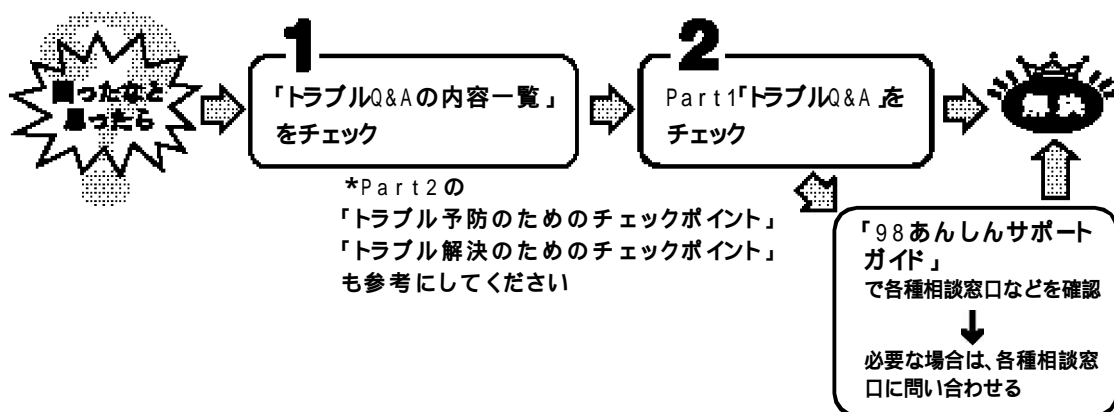 困ったなと
思ったら
1
「トラブルQ&Aの内容一覧」
をチェック
*Part2の
「トラブル予防のためのチェックポイント」
「トラブル解決のためのチェックポイント」
も参考にしてください
2
Part1「トラブルQ&A」を
チェック
解決
「98あんしんサポート
ガイド」
で各種相談窓口などを確認
必要な場合は、各種相談窓
口に問い合わせる